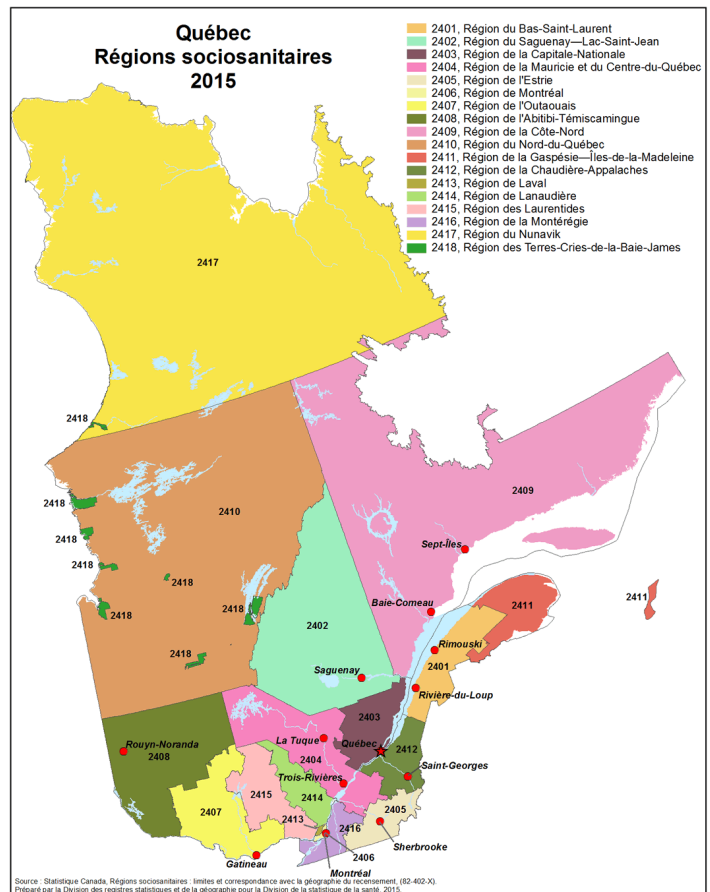 Québec
Régions sociosanitaires
2015
2401, Région du Bas-Saint-Laurent
2402, Région du Saguenay—Lac-Saint-Jean
2403, Région de la Capitale-Nationale
2404, Région de la Mauricie et du Centre-du-Québec
2405, Région de l'Estrie
2406, Région de Montréal
2407, Région de l'Outaouais
2408, Région de l'Abitibi-Témiscamingue
2409, Région de la Côte-Nord
2410, Région du Nord-du-Québec
2411, Région de la Gaspésie—Îles-de-la-Madeleine
2412, Région de la Chaudière-Appalaches
2413, Région de Laval
2414, Région de Lanaudière
2415, Région des Laurentides
2416, Région de la Montérégie
2417, Région du Nunavik
2418, Région des Terres-Cries-de-la-Baie-James
2417
2418
2409
2418
2410
2418
Sept-Îles
2418
2418
2418
2418
2411
2411
Baie-Comeau
2402
Rimouski
2418
2401
Saguenay
Rivière-du-Loup
2403
La Tuque
Québec
Rouyn-Noranda
2412
2408
2404
Saint-Georges
Trois-Rivières
2415
2414
2407
2405
2413
2416
Sherbrooke
2406
Gatineau
Montréal
Source : Statistique Canada, Régions sociosanitaires : limites et correspondance avec la géographie du recensement, (82-402-X).
Préparé par la Division des registres statistiques et de la géographie pour la Division de la statistique de la santé, 2015.